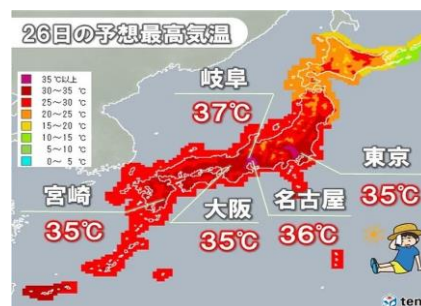 26日の予想最高気温
35℃以上
30~35 ℃
25~30 ℃
20~25 ℃
15~20 ℃
10~15 ℃
5~10 ℃
0~ 5 ℃
岐阜
37℃
東京
35℃
宮崎
35℃
大阪
35℃
名古屋
36℃